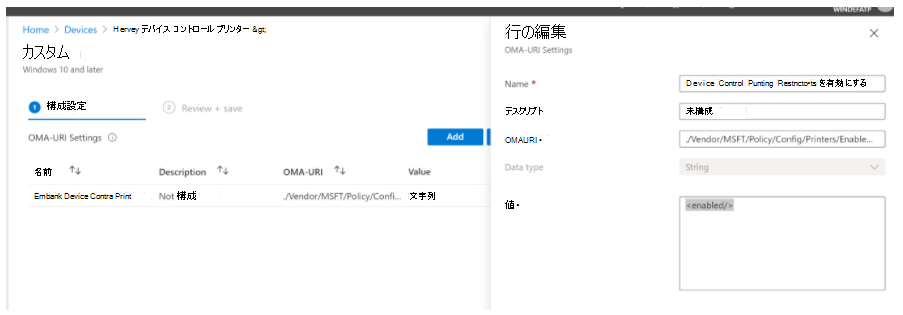 WINDEFATP
Home > Devices > Hervey デバイス コントロール プリンター &gt;
カスタム
Windows 10 and later
1 構成設定
2 Review + save
OMA-URI Settings
Add
名前 ↑↓ Description ↑↓ OMA-URI ↑↓ Value
Embank Device Contra Print Not 構成 ./Vendor/MSFT/Policy/Confi... 文字列
行の編集
OMA-URI Settings
Name * Device Control Punting Restncto•ts を有効にする
デスクリプト 未構成
OMAURI• ./Vendor/MSFT/Policy/Config/Printers/Enable...
Data type String
値• <enabled/>